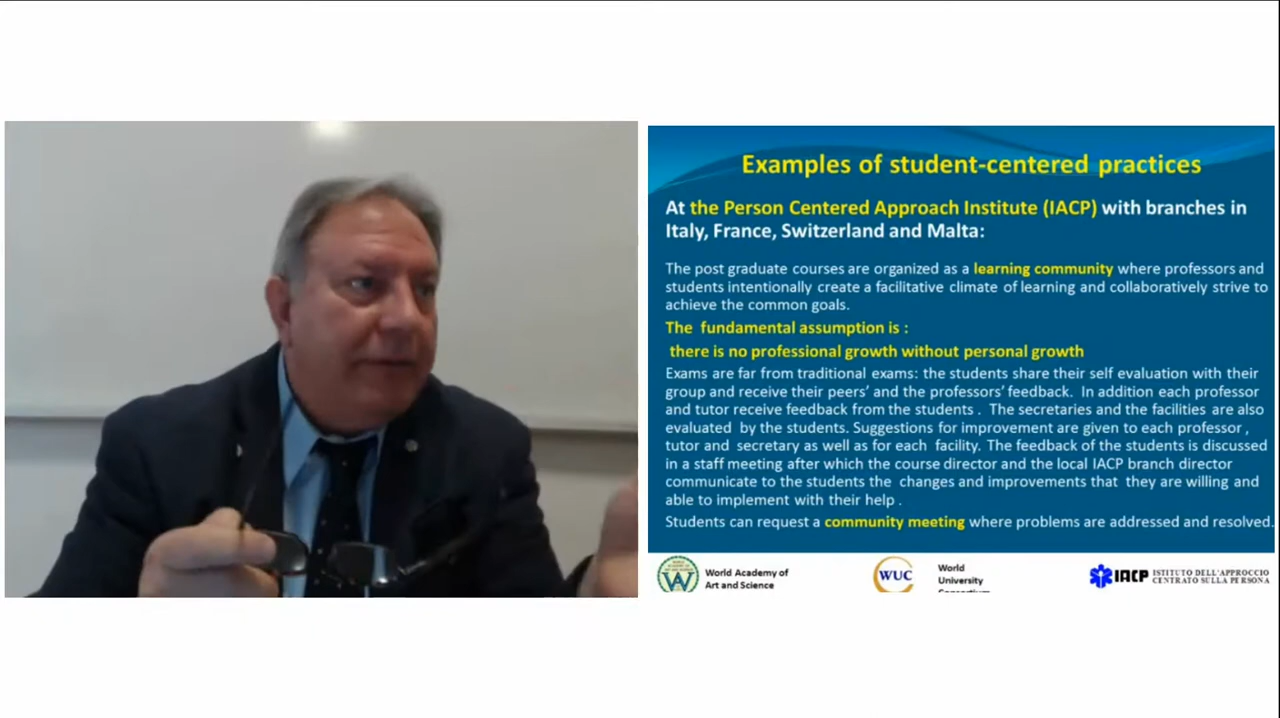 Examples of student-centered practices
At the Person Centered Approach Institute (IACP) with branches in
Italy, France, Switzerland and Malta:
The post graduate courses are organized as a learning community where professors and
students intentionally create a facilitative climate of learning and collaboratively strive to
achieve the common goals.
The fundamental assumption is :
there is no professional growth without personal growth
Exams are far from traditional exams: the students share their self evaluation with their
group and receive their peers’ and the professors’ feedback. In addition each professor
and tutor receive feedback from the students . The secretaries and the facilities are also
evaluated by the students. Suggestions for improvement are given to each professor ,
tutor and secretary as well as for each facility. The feedback of the students is discussed
in a staff meeting after which the course director and the local IACP branch director
communicate to the students the changes and improvements that they are willing and
able to implement with their help .
Students can request a community meeting where problems are addressed and resolved.
World Academy of
Art and Science
WUC
World
University
Consortium
IACP
ISTITUTO DELL'APPROCCIO
CENTRATO SULLA PERSONA